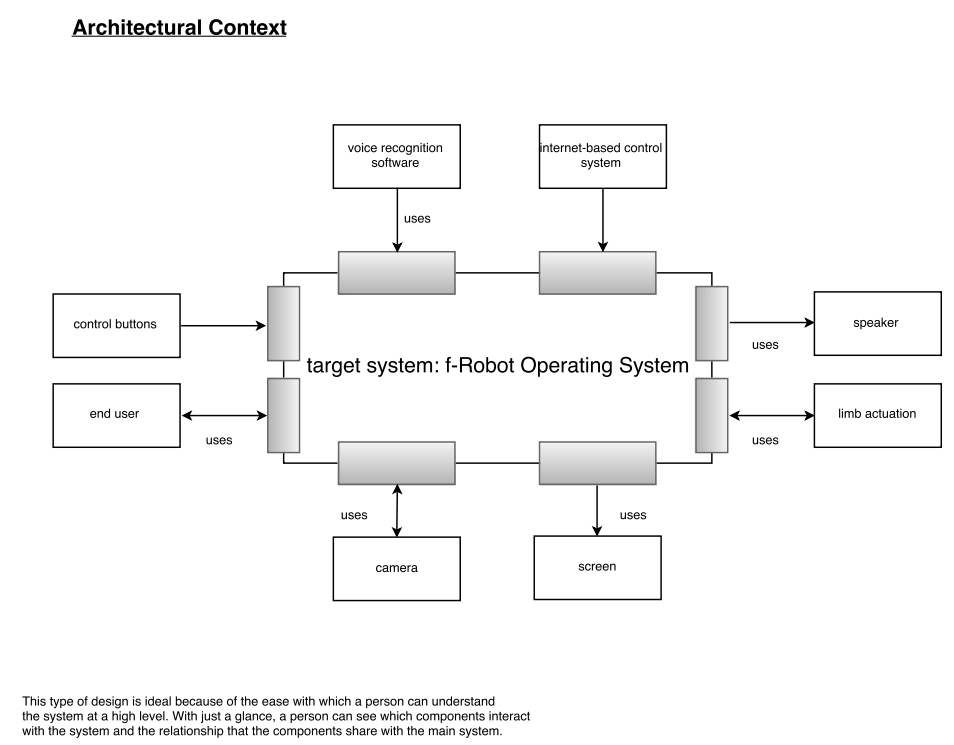 Architectural Context
voice recognition
software
internet-based control
system
uses
control buttons
speaker
uses
target system: f-Robot Operating System
end user
uses
limb actuation
uses
uses
uses
camera
screen
This type of design is ideal because of the ease with which a person can understand
the system at a high level. With just a glance, a person can see which components interact
with the system and the relationship that the components share with the main system.